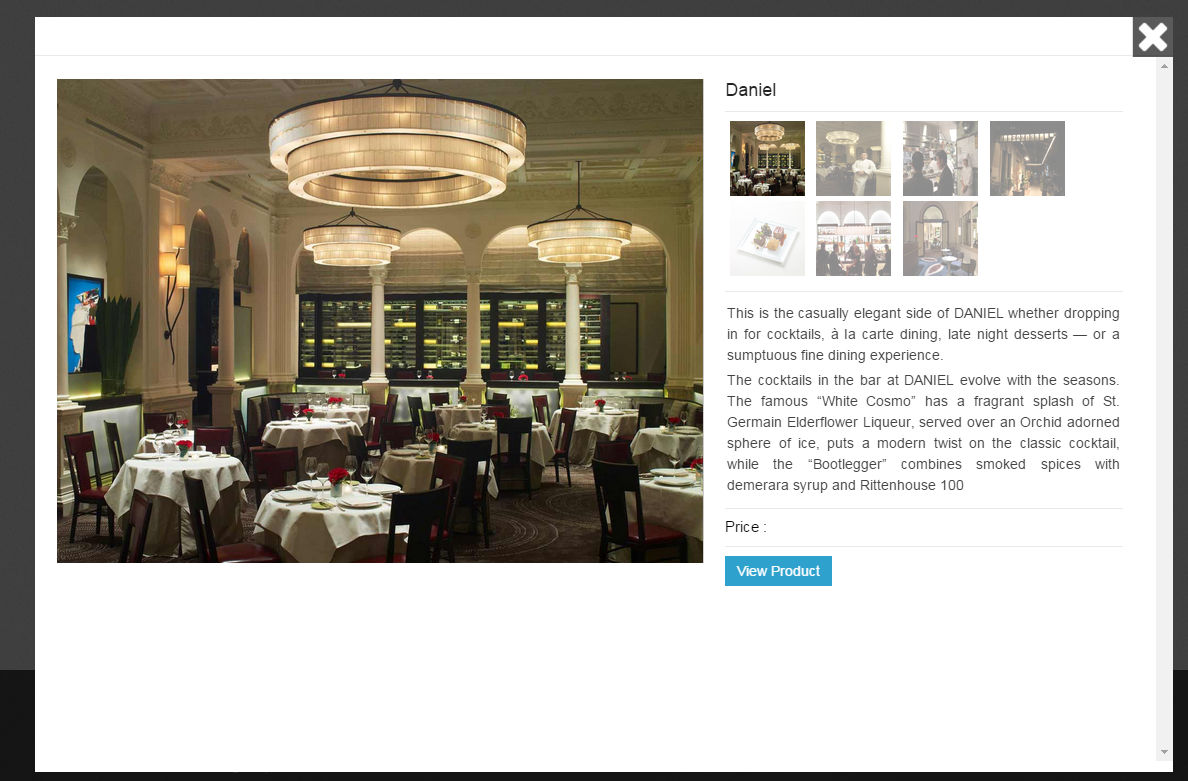 Daniel
This is the casually elegant side of DANIEL whether dropping
in for cocktails, à la carte dining, late night desserts — or a
sumptuous fine dining experience.
The cocktails in the bar at DANIEL evolve with the seasons.
The famous “White Cosmo” has a fragrant splash of St.
Germain Elderflower Liqueur, served over an Orchid adorned
sphere of ice, puts a modern twist on the classic cocktail,
while the “Bootlegger” combines smoked spices with
demerara syrup and Rittenhouse 100
Price :
View Product